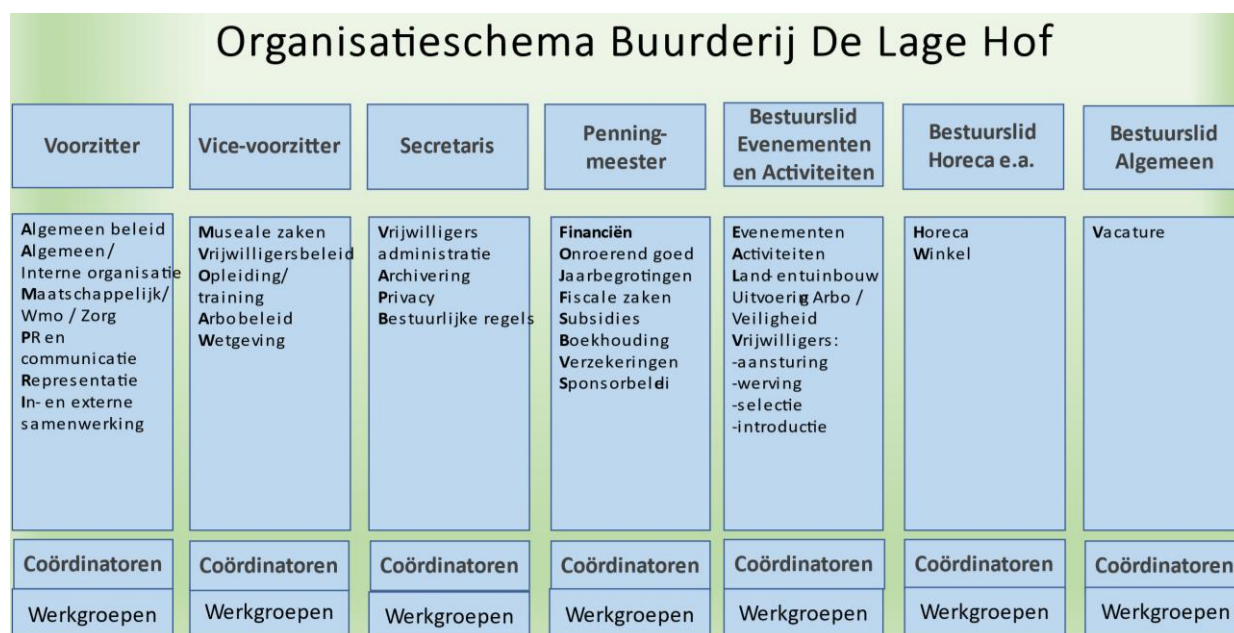 Organisatieschema Buurderij De Lage Hof
Voorzitter
Algemeen beleid
Algemeen/
Interne organisatie
Maatschappelijk/
Wmo / Zorg
PR en
communicatie
Representatie
In- en externe
samenwerking
Coördinatoren
Werkgroepen
Vice-voorzitter
Museale zaken
Vrijwilligersbeleid
Opleiding/
training
Arbobeleid
Wetgeving
Coördinatoren
Werkgroepen
Secretaris
Vrijwilligers
administratie
Archivering
Privacy
Bestuurlijke regels
Coördinatoren
Werkgroepen
Penning-
meester
Financiën
Onroerend goed
Jaarbegrotingen
Fiscale zaken
Subsidies
Boekhouding
Verzekeringen
Sponsorbeleidi
Coördinatoren
Werkgroepen
Bestuurslid
Evenementen
en Activiteiten
Evenementen
Activiteiten
Land- en tuinbouw
Uitvoering Arbo /
Veiligheid
Vrijwilligers:
-aansturing
-werving
-selectie
-introductie
Coördinatoren
Werkgroepen
Bestuurslid
Horeca e.a.
Horeca
Winkel
Coördinatoren
Werkgroepen
Bestuurslid
Algemeen
Vacature
Coördinatoren
Werkgroepen